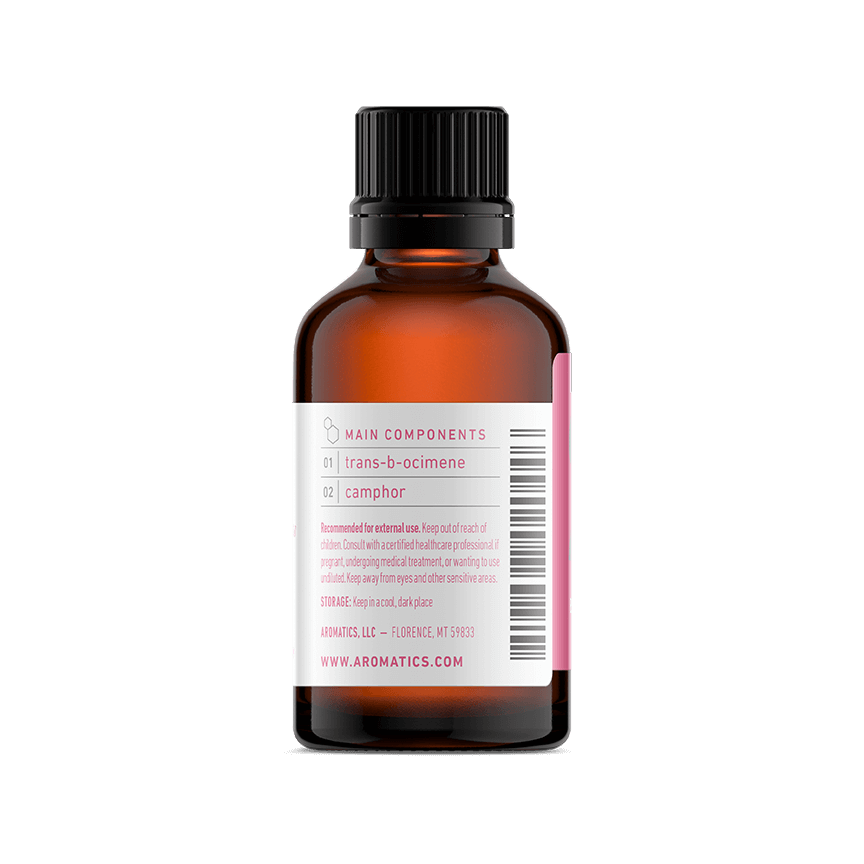 MAIN COMPONENTS
01 trans-b-ocimene
02 camphor
Recommended for external use. Keep out of reach of
children. Consult with a certified healthcare professional if
pregnant, undergoing medical treatment, or wanting to use
undiluted. Keep away from eyes and other sensitive areas.
STORAGE: Keep in a cool, dark place
AROMATICS, LLC — FLORENCE, MT 59833
WWW.AROMATICS.COM